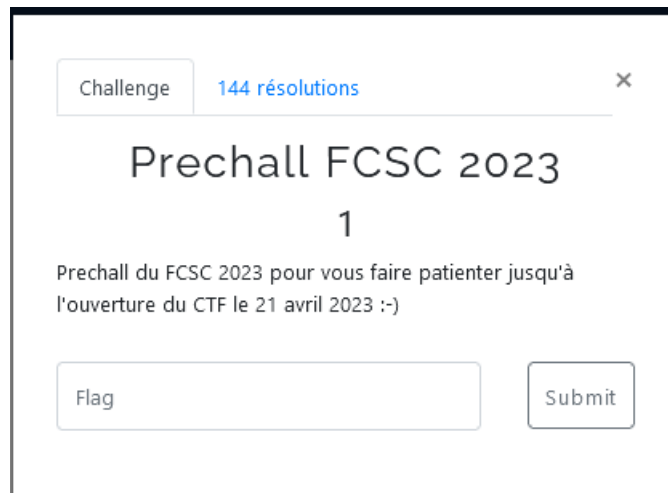 Challenge
144 résolutions
×
Prechall FCSC 2023
1
Prechall du FCSC 2023 pour vous faire patienter jusqu'à
l'ouverture du CTF le 21 avril 2023 :-)
Flag
Submit